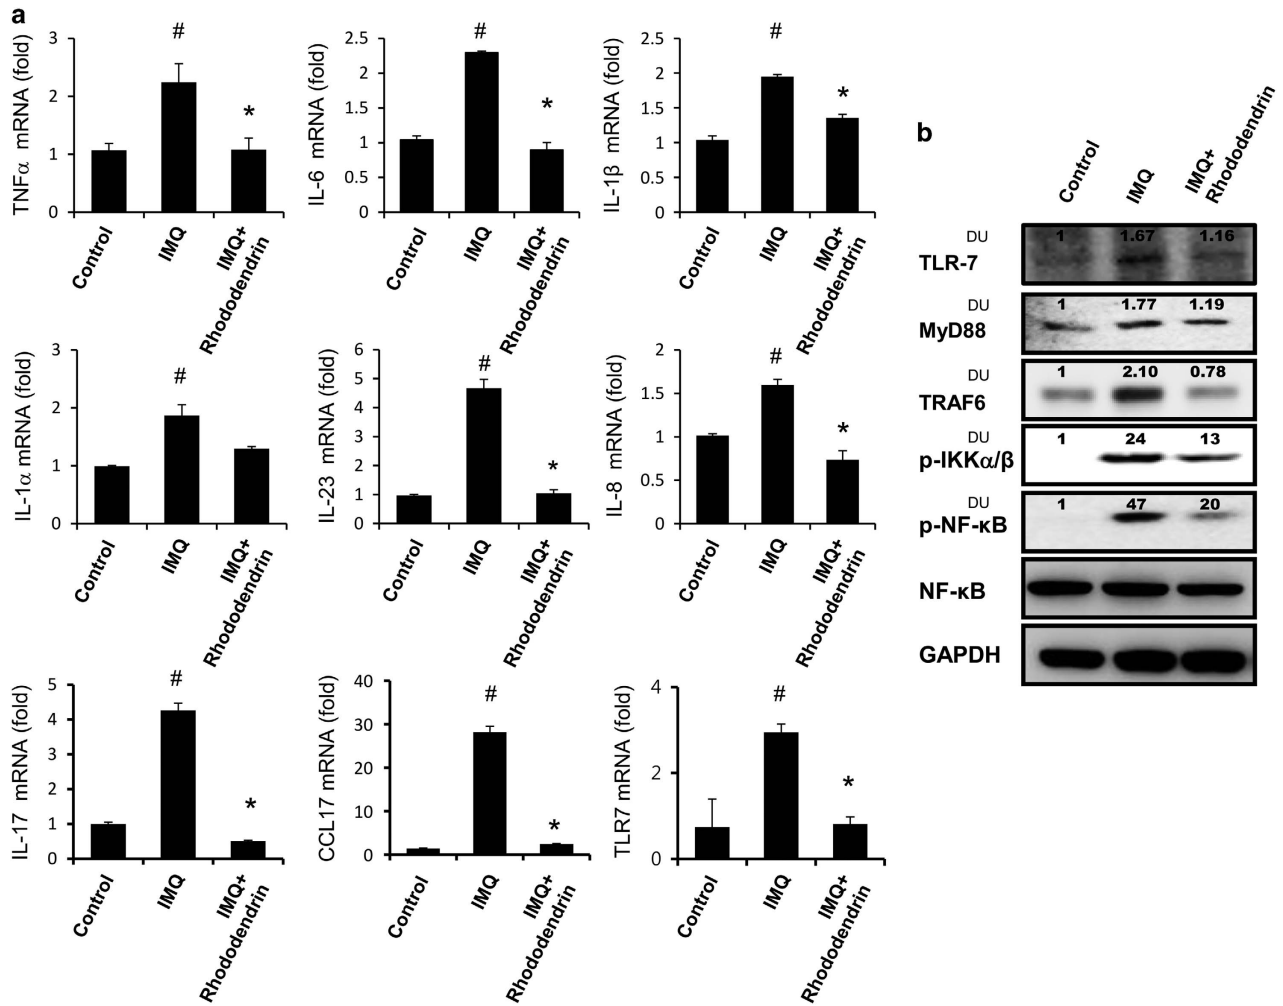 a
TNFα mRNA (fold)
3
2
1
0
#
*
Control
IMQ
IMQ+
Rhododendrin
IL-6 mRNA (fold)
2.5
2
1.5
1
0.5
0
#
*
Control
IMQ
IMQ+
Rhododendrin
IL-1β mRNA (fold)
2.5
2
1.5
1
0.5
0
#
*
Control
IMQ
IMQ+
Rhododendrin
IL-1α mRNA (fold)
3
2
1
0
#
Control
IMQ
IMQ+
Rhododendrin
IL-23 mRNA (fold)
6
5
4
3
2
1
0
#
*
Control
IMQ
IMQ+
Rhododendrin
IL-8 mRNA (fold)
2
1.5
1
0.5
0
#
*
Control
IMQ
IMQ+
Rhododendrin
IL-17 mRNA (fold)
5
4
3
2
1
0
#
*
Control
IMQ
IMQ+
Rhododendrin
CCL17 mRNA (fold)
40
30
20
10
0
#
*
Control
IMQ
IMQ+
Rhododendrin
TLR7 mRNA (fold)
4
2
0
#
*
Control
IMQ
IMQ+
Rhododendrin
b
Control
IMQ
IMQ+
Rhododendrin
DU 1 1.67 1.16
TLR-7
DU 1 1.77 1.19
MyD88
DU 1 2.10 0.78
TRAF6
DU 1 24 13
p-IKKα/β
DU 1 47 20
p-NF-κB
NF-κB
GAPDH